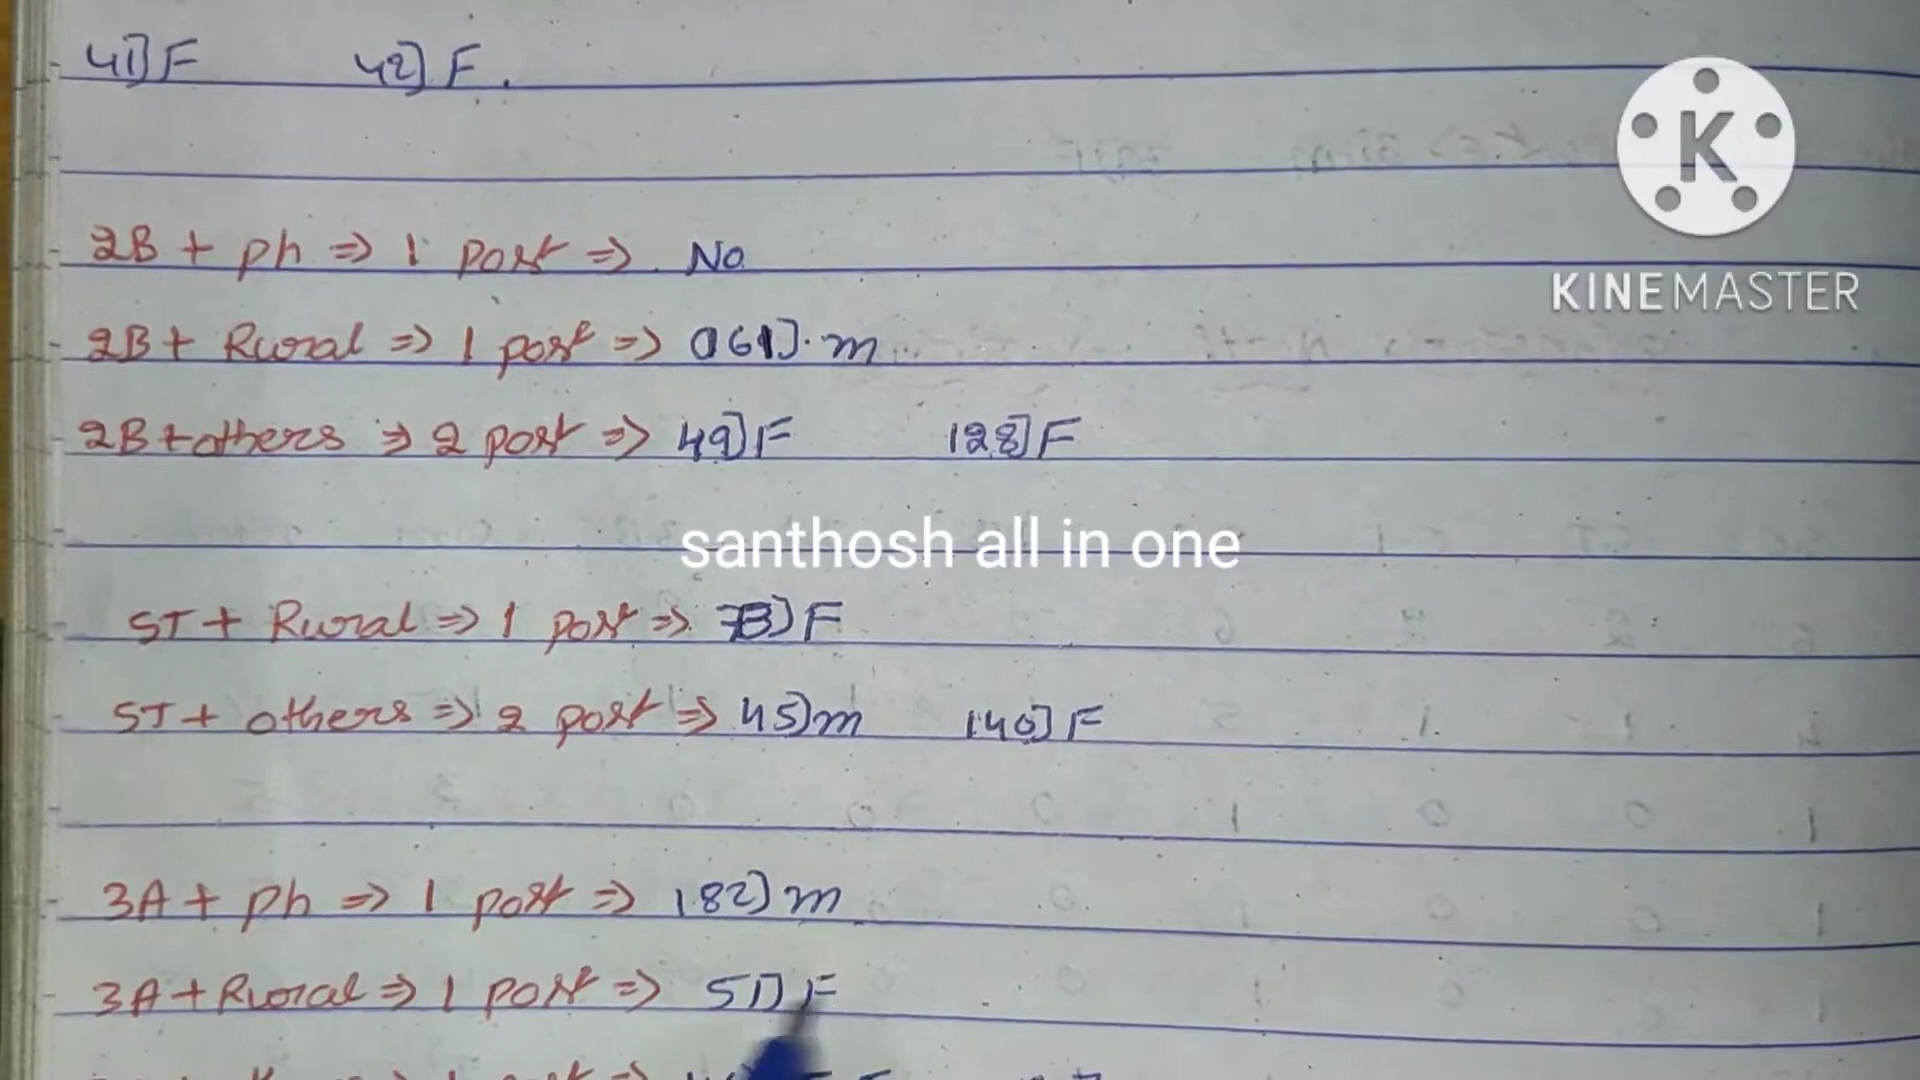 41] F 42] F.
K
KINEMASTER
2B + ph => 1 post => No
2B + Rural => 1 post => 061].m
2B + others => 2 post => 49] F 128] F
santhosh all in one
ST + Rural => 1 post => F
ST + others => 2 post => 45) m 140] F
3A + ph => 1 post => 182) m
3A + Rural => 1 post => 51) F